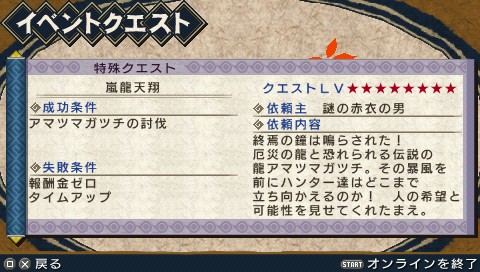 イベントクエスト
特殊クエスト
嵐龍天翔
クエストLV★★★★★★★★
成功条件
アマツマガツチの討伐
失敗条件
報酬金ゼロ
タイムアップ
依頼主 謎の赤衣の男
依頼内容
終焉の鐘は鳴らされた！
厄災の龍と恐れられる伝説の
龍アマツマガツチ。その暴風を
前にハンター達はどこまで
立ち向かえるのか！ 人の希望と
可能性を見せてくれたまえ。
戻る
START オンラインを終了